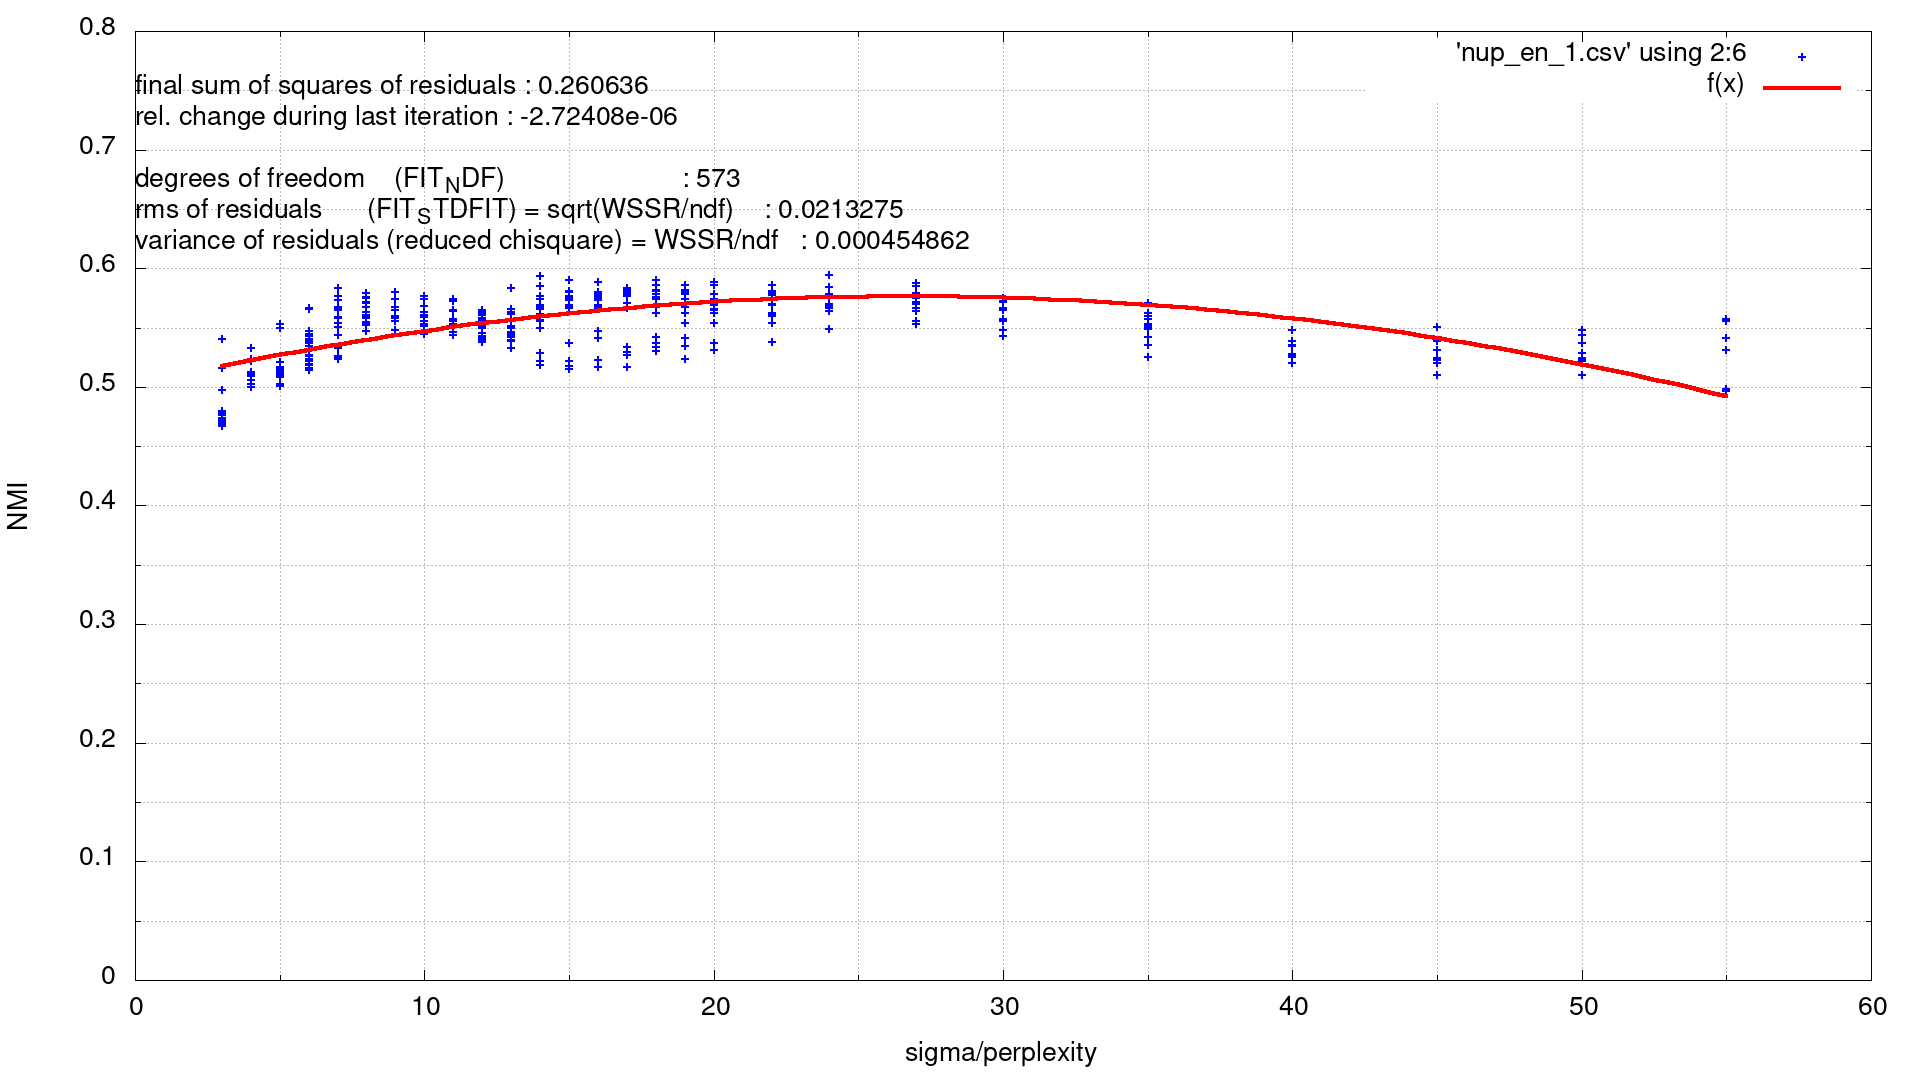 'nup_en_1.csv' using 2:6
f(x)
final sum of squares of residuals : 0.260636
rel. change during last iteration : -2.72408e-06
degrees of freedom (FIT_NDF) : 573
rms of residuals (FIT_STDFIT) = sqrt(WSSR/ndf) : 0.0213275
variance of residuals (reduced chisquare) = WSSR/ndf : 0.000454862
0.8
0.7
0.6
0.5
0.4
0.3
0.2
0.1
0
NMI
0 10 20 30 40 50 60
sigma/perplexity